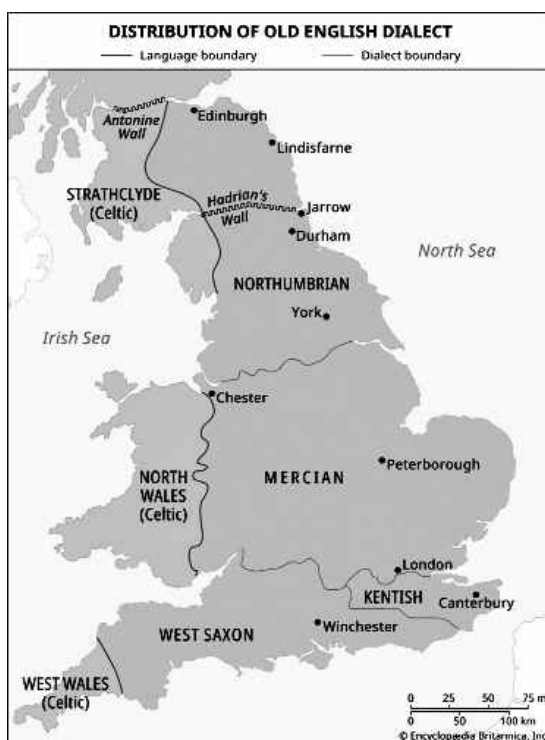 DISTRIBUTION OF OLD ENGLISH DIALECT
Language boundary Dialect boundary
Antonine
Wall
Edinburgh
Lindisfarne
STRATHCLYDE
(Celtic)
Hadrian's
Wall
Jarrow
Durham
North Sea
NORTHUMBRIAN
York
Irish Sea
Chester
NORTH
WALES
(Celtic)
MERCIAN
Peterborough
London
KENTISH
Canterbury
WEST SAXON
Winchester
WEST WALES
(Celtic)
0 25 50 75 m
0 50 100 km
© Encyclopædia Britannica, Inc